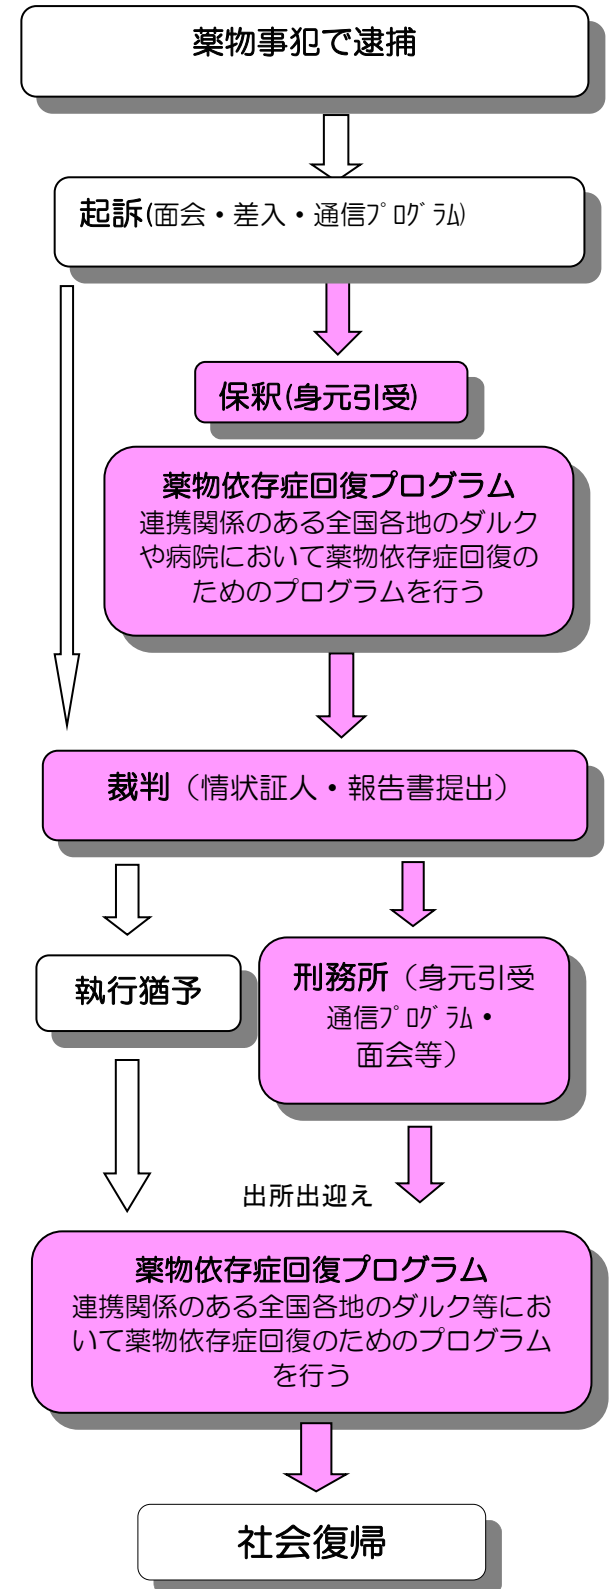 薬物事犯で逮捕
起訴(面会・差入・通信ﾌﾟﾛｸﾞﾗﾑ)
保釈(身元引受)
薬物依存症回復プログラム
連携関係のある全国各地のダルク
や病院において薬物依存症回復の
ためのプログラムを行う
裁判（情状証人・報告書提出）
執行猶予
刑務所（身元引受
通信ﾌﾟﾛｸﾞﾗﾑ・
面会等）
出所出迎え
薬物依存症回復プログラム
連携関係のある全国各地のダルク等にお
いて薬物依存症回復のためのプログラム
を行う
社会復帰